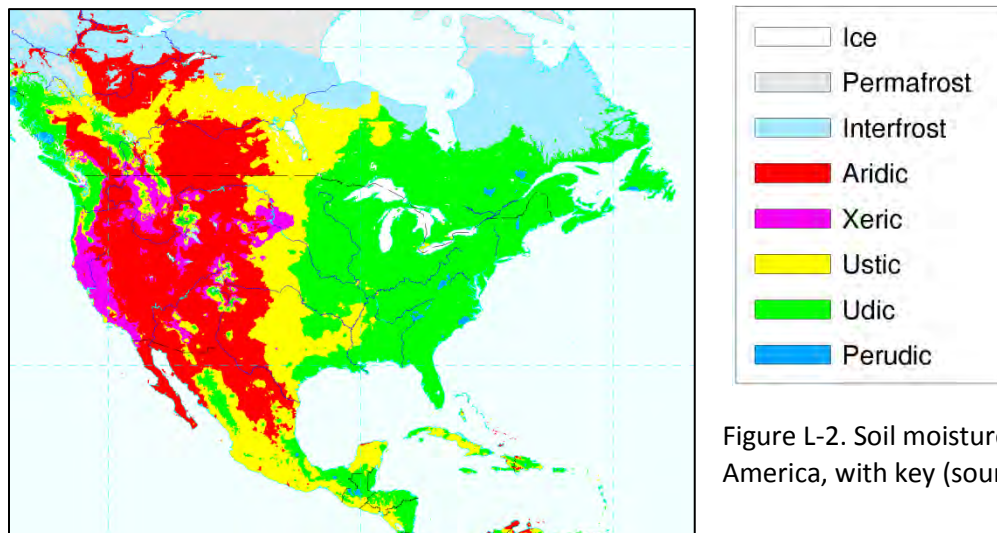 Ice
Permafrost
Interfrost
Aridic
Xeric
Ustic
Udic
Perudic
Figure L-2. Soil moisture
America, with key (sour